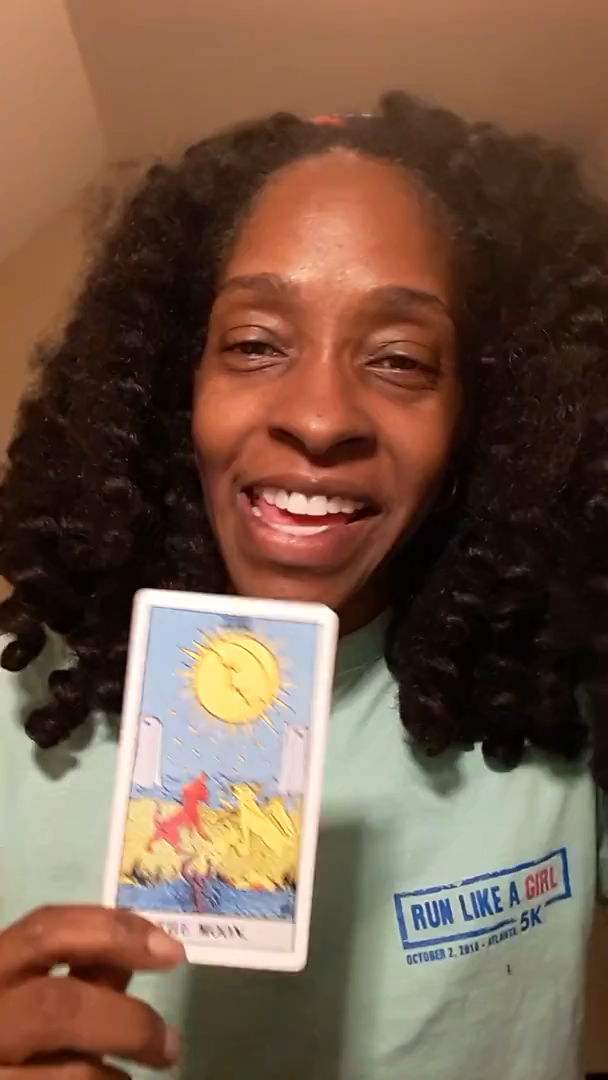 THE MOON.
RUN LIKE A GIRL
5K
OCTOBER 2, 2018 - ATLANTA